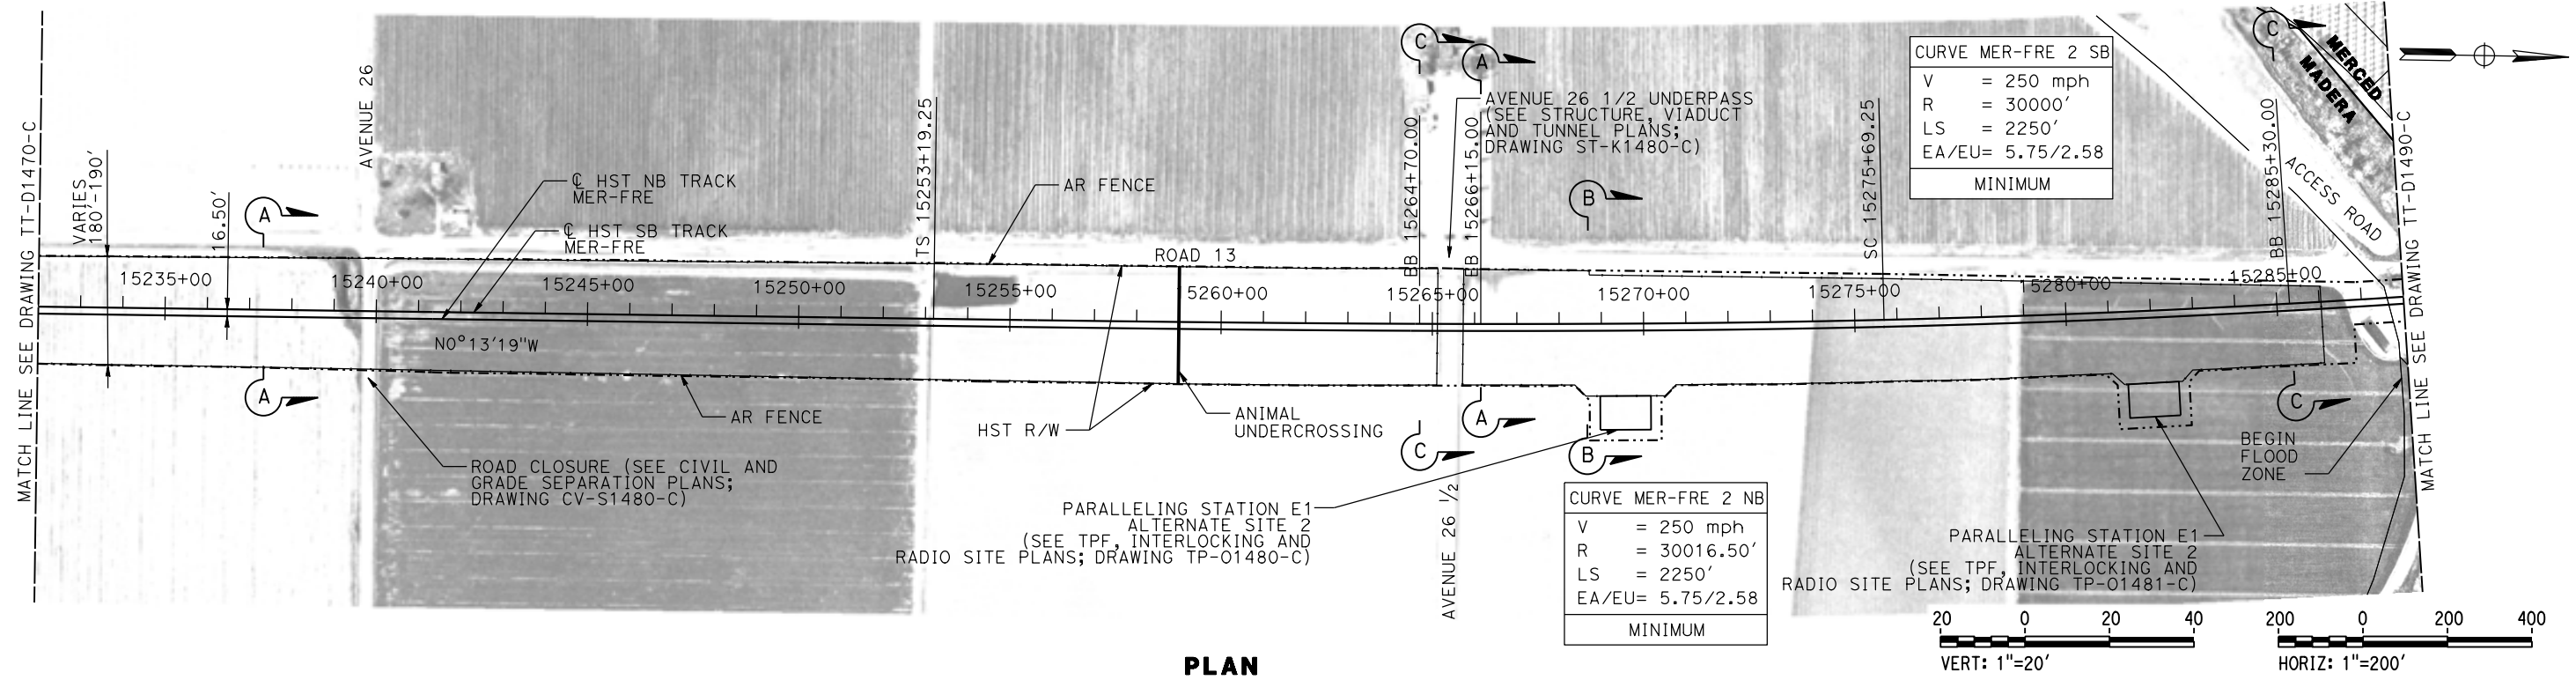 MATCH LINE SEE DRAWING TT-D1470-C
VARIES
180'-190'
16.50'
A
A
AVENUE 26
℄ HST NB TRACK
MER-FRE
℄ HST SB TRACK
MER-FRE
TS 15253+19.25
AR FENCE
ROAD 13
C
A
BB 15264+70.00
EB 15266+15.00
AVENUE 26 1/2 UNDERPASS
(SEE STRUCTURE, VIADUCT
AND TUNNEL PLANS;
DRAWING ST-K1480-C)
B
SC 15275+69.25
CURVE MER-FRE 2 SB
V = 250 mph
R = 30000'
LS = 2250'
EA/EU= 5.75/2.58
MINIMUM
C
MERCED
MADERA
BB 15285+30.00
ACCESS ROAD
MATCH LINE SEE DRAWING TT-D1490-C
15235+00
15240+00
15245+00
15250+00
15255+00
15260+00
15265+00
15270+00
15275+00
15280+00
15285+00
N0°13'19"W
AR FENCE
ROAD CLOSURE (SEE CIVIL AND
GRADE SEPARATION PLANS;
DRAWING CV-S1480-C)
HST R/W
ANIMAL
UNDERCROSSING
A
C
B
C
PARALLELING STATION E1
ALTERNATE SITE 2
(SEE TPF, INTERLOCKING AND
RADIO SITE PLANS; DRAWING TP-O1480-C)
AVENUE 26 ½
CURVE MER-FRE 2 NB
V = 250 mph
R = 30016.50'
LS = 2250'
EA/EU= 5.75/2.58
MINIMUM
BEGIN
FLOOD
ZONE
PARALLELING STATION E1
ALTERNATE SITE 2
(SEE TPF, INTERLOCKING AND
RADIO SITE PLANS; DRAWING TP-O1481-C)
20 0 20 40
VERT: 1"=20'
200 0 200 400
HORIZ: 1"=200'
PLAN